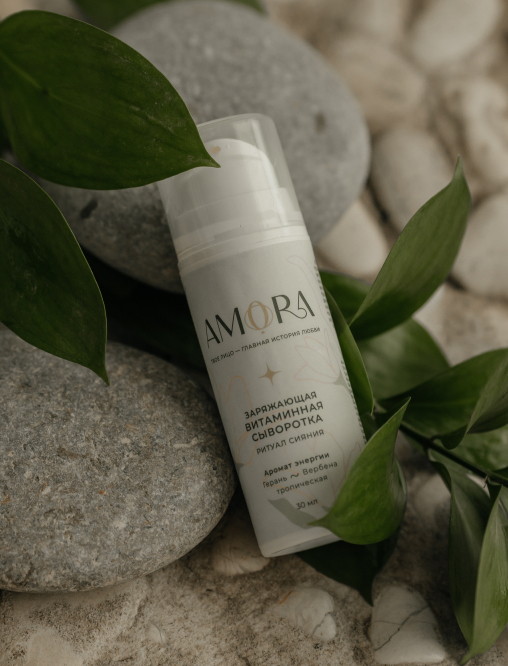 AMORA
ТВОЁ ЛИЦО — ГЛАВНАЯ ИСТОРИЯ ЛЮБВИ
ЗАРЯЖАЮЩАЯ
ВИТАМИННАЯ
СЫВОРОТКА
РИТУАЛ СИЯНИЯ
Аромат энергии
Герань ~ Вербена
тропическая
30 мл